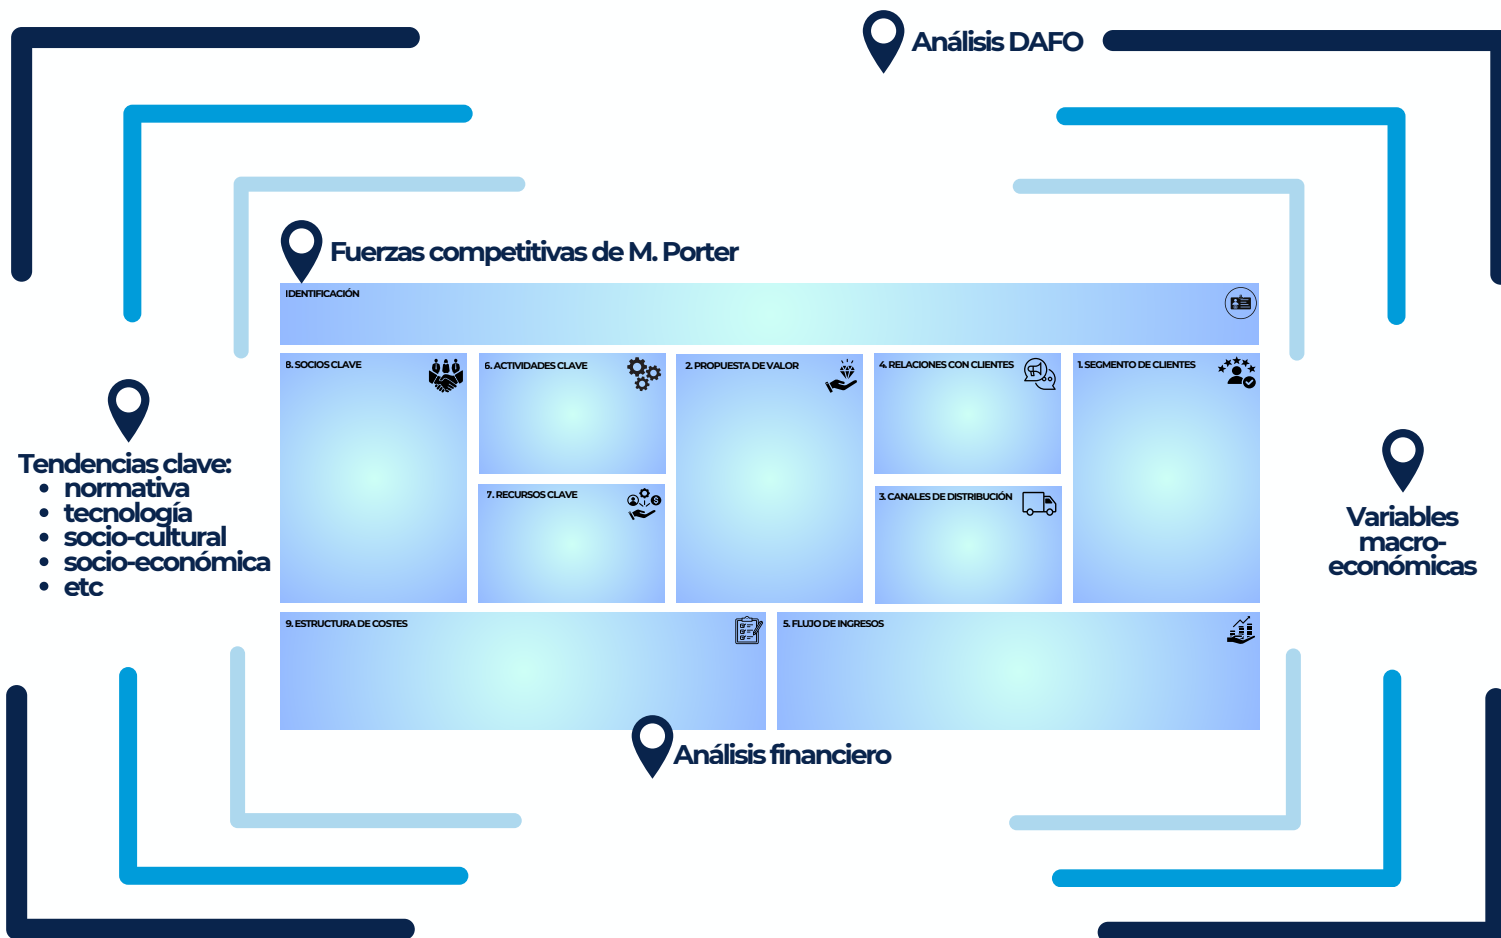 Análisis DAFO
Fuerzas competitivas de M. Porter
IDENTIFICACIÓN
8. SOCIOS CLAVE
6. ACTIVIDADES CLAVE
2. PROPUESTA DE VALOR
4. RELACIONES CON CLIENTES
1. SEGMENTO DE CLIENTES
7. RECURSOS CLAVE
3. CANALES DE DISTRIBUCIÓN
Tendencias clave:
• normativa
• tecnología
• socio-cultural
• socio-económica
• etc
Variables
macro-
económicas
9. ESTRUCTURA DE COSTES
5. FLUJO DE INGRESOS
Análisis financiero